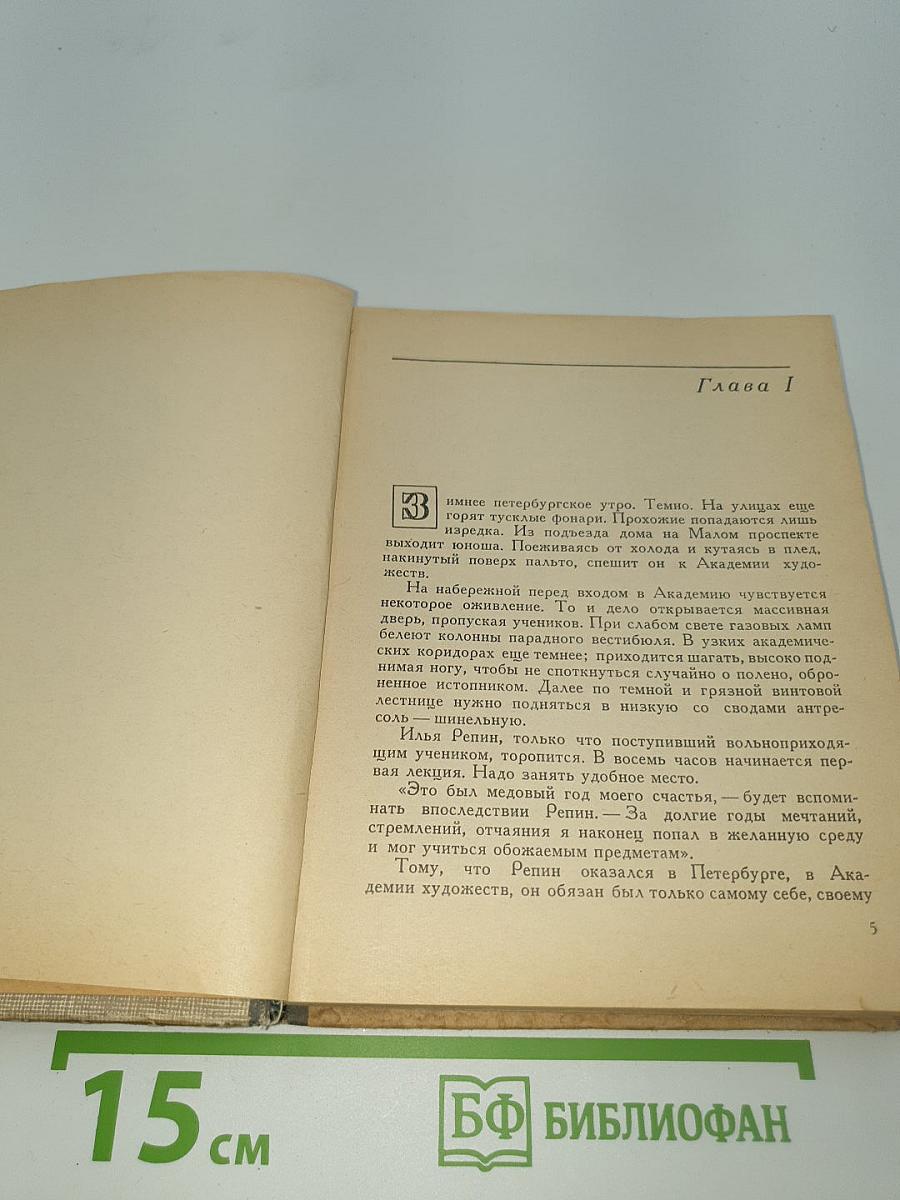 Глава I
Зимнее петербургское утро. Темно. На улицах еще
горят тусклые фонари. Прохожие попадаются лишь
изредка. Из подъезда дома на Малом проспекте
выходит юноша. Поеживаясь от холода и кутаясь в плед,
накинутый поверх пальто, спешит он к Академии худо-
жеств.
На набережной перед входом в Академию чувствуется
некоторое оживление. То и дело открывается массивная
дверь, пропуская учеников. При слабом свете газовых ламп
белеют колонны парадного вестибюля. В узких академиче-
ских коридорах еще темнее; приходится шагать, высоко под-
нимая ногу, чтобы не споткнуться случайно о полено, обро-
ненное истопником. Далее по темной и грязной винтовой
лестнице нужно подняться в низкую со сводами антре-
соль — шинельную.
Илья Репин, только что поступивший вольноприходя-
щим учеником, торопится. В восемь часов начинается пер-
вая лекция. Надо занять удобное место.
«Это был медовый год моего счастья, — будет вспоми-
нать впоследствии Репин. — За долгие годы мечтаний,
стремлений, отчаяния я наконец попал в желанную среду
и мог учиться обожаемым предметам».
Тому, что Репин оказался в Петербурге, в Ака-
демии художеств, он обязан был только самому себе, своему
5
15 см
БФ БИБЛИОФАН